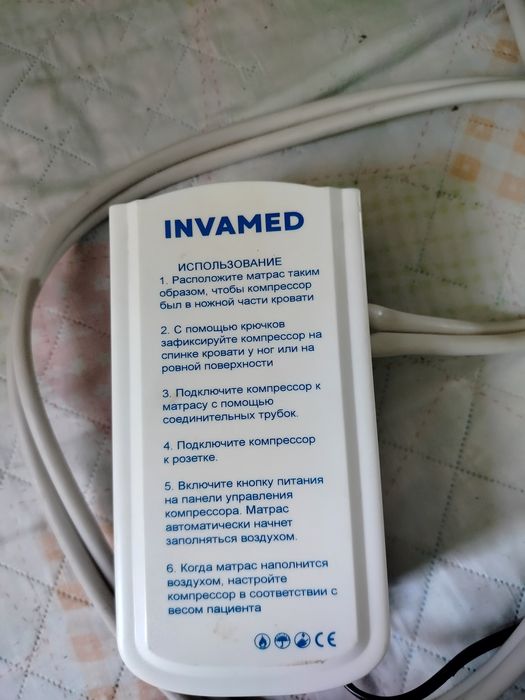 INVAMED
ИСПОЛЬЗОВАНИЕ
1. Расположите матрас таким
образом, чтобы компрессор
был в ножной части кровати
2. С помощью крючков
зафиксируйте компрессор на
спинке кровати у ног или на
ровной поверхности
3. Подключите компрессор к
матрасу с помощью
соединительных трубок.
4. Подключите компрессор
к розетке.
5. Включите кнопку питания
на панели управления
компрессора. Матрас
автоматически начнет
заполняться воздухом.
6. Когда матрас наполнится
воздухом, настройте
компрессор в соответствии с
весом пациента
CE